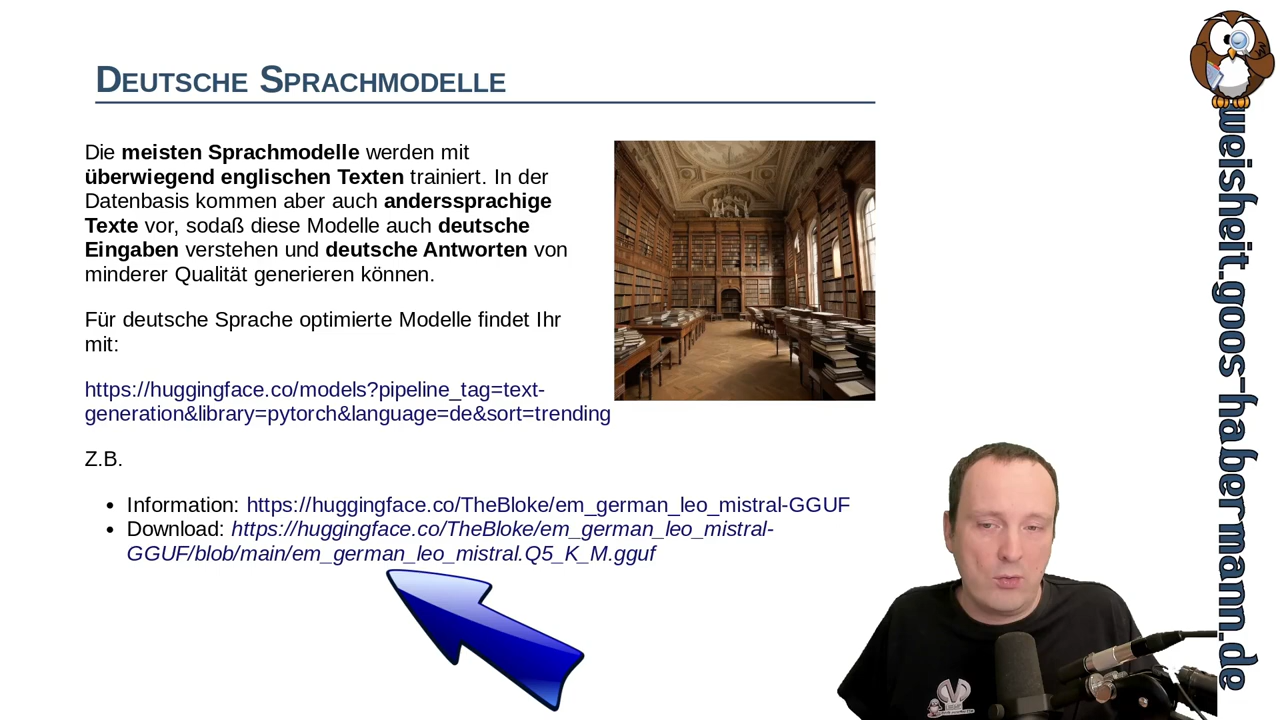 DEUTSCHE SPRACHMODELLE
Die meisten Sprachmodelle werden mit
überwiegend englischen Texten trainiert. In der
Datenbasis kommen aber auch anderssprachige
Texte vor, sodaß diese Modelle auch deutsche
Eingaben verstehen und deutsche Antworten von
minderer Qualität generieren können.
Für deutsche Sprache optimierte Modelle findet Ihr
mit:
https://huggingface.co/models?pipeline_tag=text-
generation&library=pytorch&language=de&sort=trending
Z.B.
• Information: https://huggingface.co/TheBloke/em_german_leo_mistral-GGUF
• Download: https://huggingface.co/TheBloke/em_german_leo_mistral-
GGUF/blob/main/em_german_leo_mistral.Q5_K_M.gguf
weisheit.goos-habermann.de